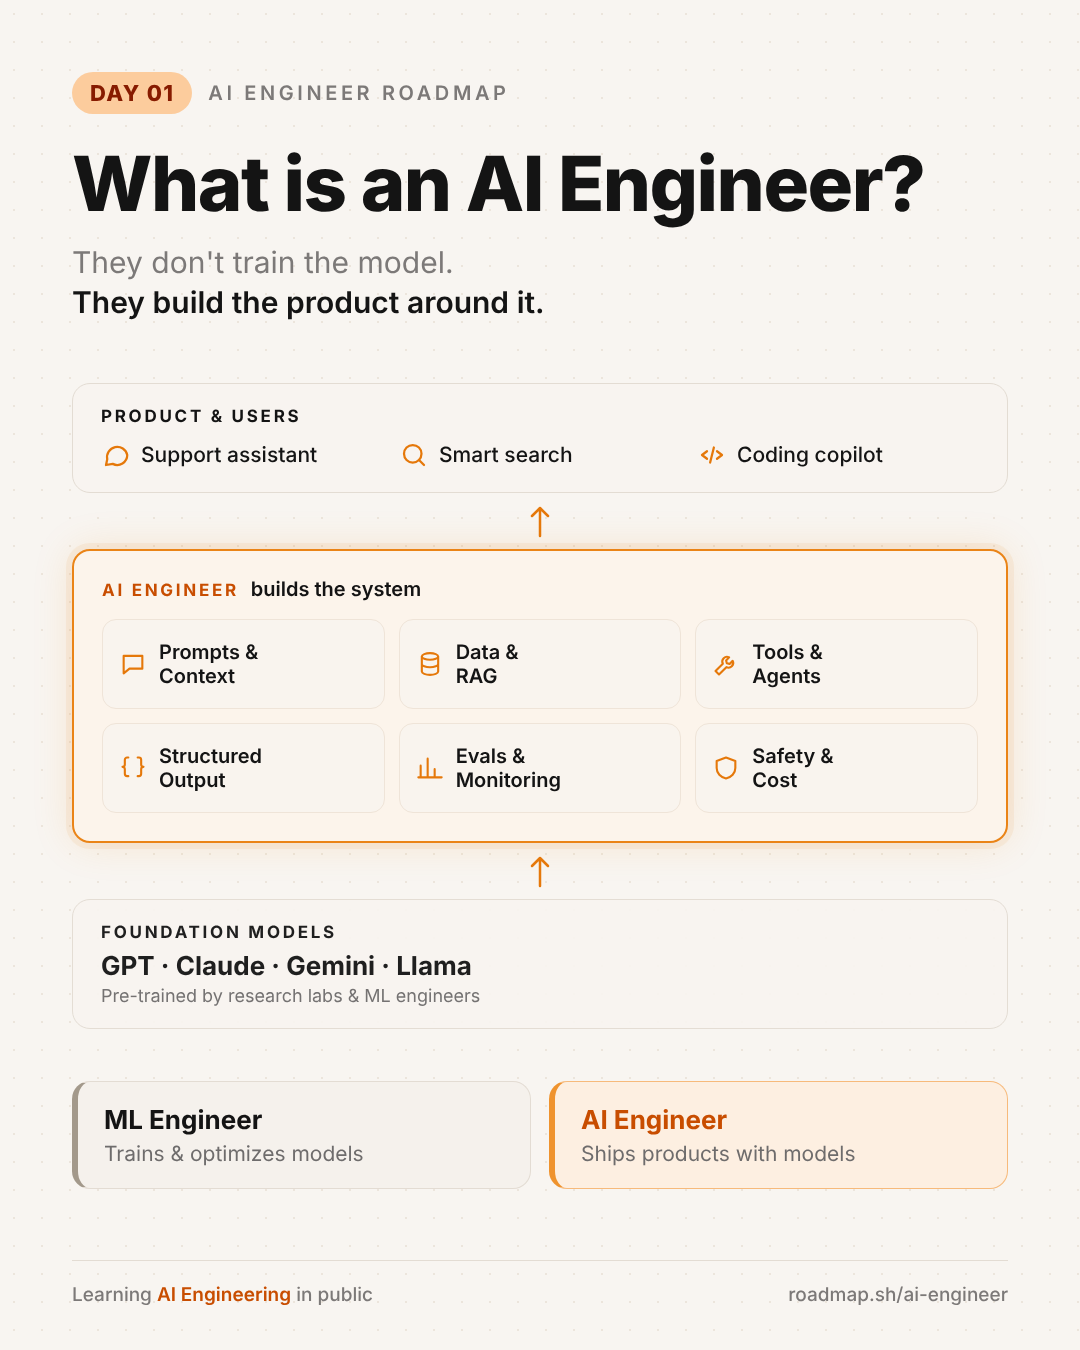 DAY 01 AI ENGINEER ROADMAP
What is an AI Engineer?
They don't train the model.
They build the product around it.
PRODUCT & USERS
Support assistant
Smart search
Coding copilot
AI ENGINEER builds the system
Prompts &
Context
Data &
RAG
Tools &
Agents
Structured
Output
Evals &
Monitoring
Safety &
Cost
FOUNDATION MODELS
GPT · Claude · Gemini · Llama
Pre-trained by research labs & ML engineers
ML Engineer
Trains & optimizes models
AI Engineer
Ships products with models
Learning AI Engineering in public
roadmap.sh/ai-engineer